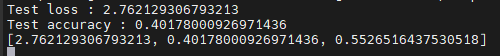 Test loss : 2.762129306793213
Test accuracy : 0.40178000926971436
[2.762129306793213, 0.40178000926971436, 0.5526516437530518]